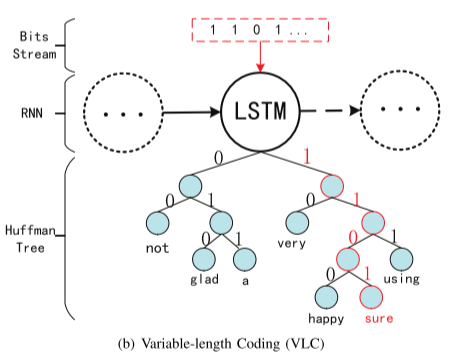 Bits
Stream
1 1 0 1 ...
RNN
...
LSTM
...
0 1
0 1 0 1
not
0 1
very
0 1
Huffman
Tree
glad
a
0 1
using
happy
sure
(b) Variable-length Coding (VLC)